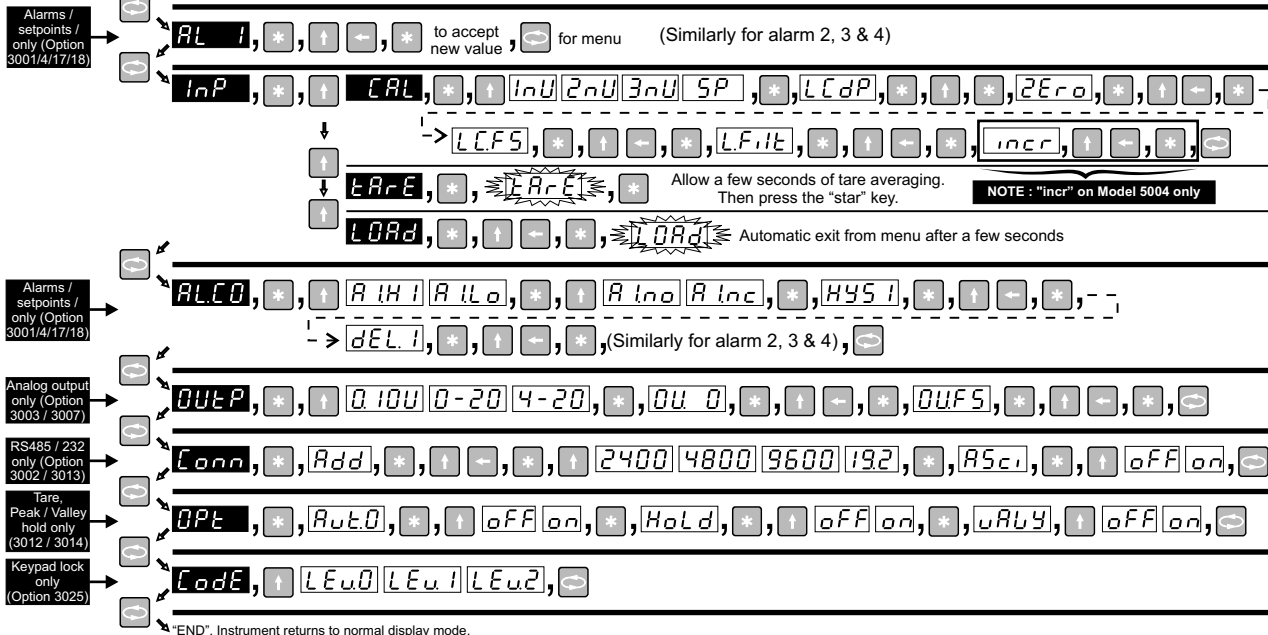 Alarms /
setpoints /
only (Option
3001/4/17/18)
AL 1, *, ↑ ←, * to accept new value, for menu (Similarly for alarm 2, 3 & 4)
InP, *, ↑ CAL, *, ↑ 1nU 2nU 3nU SP, *, LCdP, *, ↑, *, 2Ero, *, ↑ ←, *
-> LC.FS, *, ↑ ←, *, L.Filt, *, ↑ ←, *, incr, ↑ ←, *,
tArE, *, tArE, * Allow a few seconds of tare averaging.
Then press the “star” key.
NOTE : "incr” on Model 5004 only
LOAd, *, ↑ ←, *, LOAd Automatic exit from menu after a few seconds
Alarms /
setpoints /
only (Option
3001/4/17/18)
AL.CO, *, ↑ A1.HI A1.Lo, *, ↑ A1.no A1.nc, *, HYS 1, *, ↑ ←, *, --
-> dEL. 1, *, ↑ ←, *, (Similarly for alarm 2, 3 & 4),
Analog output
only (Option
3003 / 3007)
OUtP, *, ↑ 0.10U 0-20 4-20, *, OU. 0, *, ↑ ←, *, OU.FS, *, ↑ ←, *,
RS485 / 232
only (Option
3002 / 3013)
Conn, *, Add, *, ↑ ←, *, ↑ 2400 4800 9600 19.2, *, ASci, *, ↑ oFF on,
Tare,
Peak / Valley
hold only
(3012 / 3014)
OPt, *, Aut.0, *, ↑ oFF on, *, HoLd, *, ↑ oFF on, *, uALY, ↑ oFF on,
Keypad lock
only
(Option 3025)
CodE, ↑ LEu.0 LEu.1 LEu.2,
“END”. Instrument returns to normal display mode.